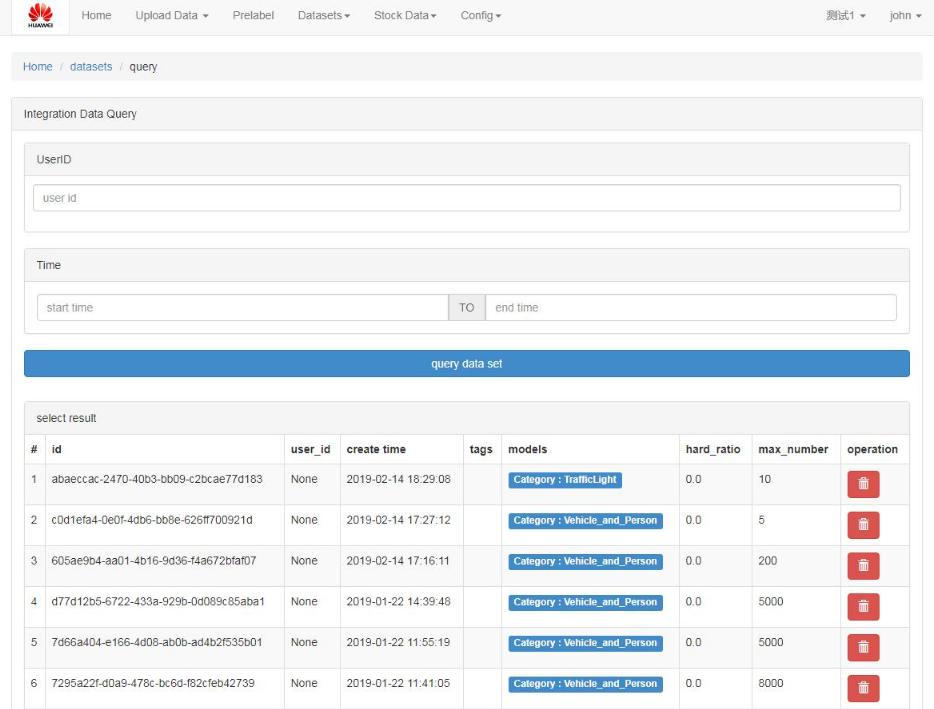 HUAWEI Home Upload Data Prelabel Datasets Stock Data Config 测试1 john
Home / datasets / query
Integration Data Query
UserID
user id
Time
start time TO end time
query data set
select result
# id user_id create time tags models hard_ratio max_number operation
1 abaeccac-2470-40b3-bb09-c2bcae77d183 None 2019-02-14 18:29:08 Category : TrafficLight 0.0 10
2 c0d1efa4-0e0f-4db6-bb8e-626ff700921d None 2019-02-14 17:27:12 Category : Vehicle_and_Person 0.0 5
3 605ae9b4-aa01-4b16-9d36-f4a672bfaf07 None 2019-02-14 17:16:11 Category : Vehicle_and_Person 0.0 200
4 d77d12b5-6722-433a-929b-0d089c85aba1 None 2019-01-22 14:39:48 Category : Vehicle_and_Person 0.0 5000
5 7d66a404-e166-4d08-ab0b-ad4b2f535b01 None 2019-01-22 11:55:19 Category : Vehicle_and_Person 0.0 5000
6 7295a22f-d0a9-478c-bc6d-f82cfeb42739 None 2019-01-22 11:41:05 Category : Vehicle_and_Person 0.0 8000